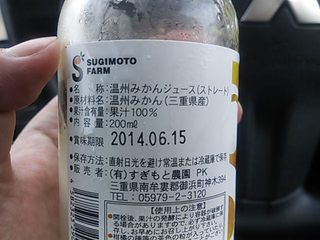 SUGIMOTO
FARM
名 称:温州みかんジュース(ストレート)
原材料名:温州みかん(三重県産)
果汁含有量:果汁100%
内 容 量:200ml
賞味期限 2014.06.15
保存方法:直射日光を避け常温または冷蔵庫で保存
販 売 者:(有)すぎもと農園 PK
三重県南牟婁郡御浜町神木394
TEL:05979-2-3120
【使用上の注意】